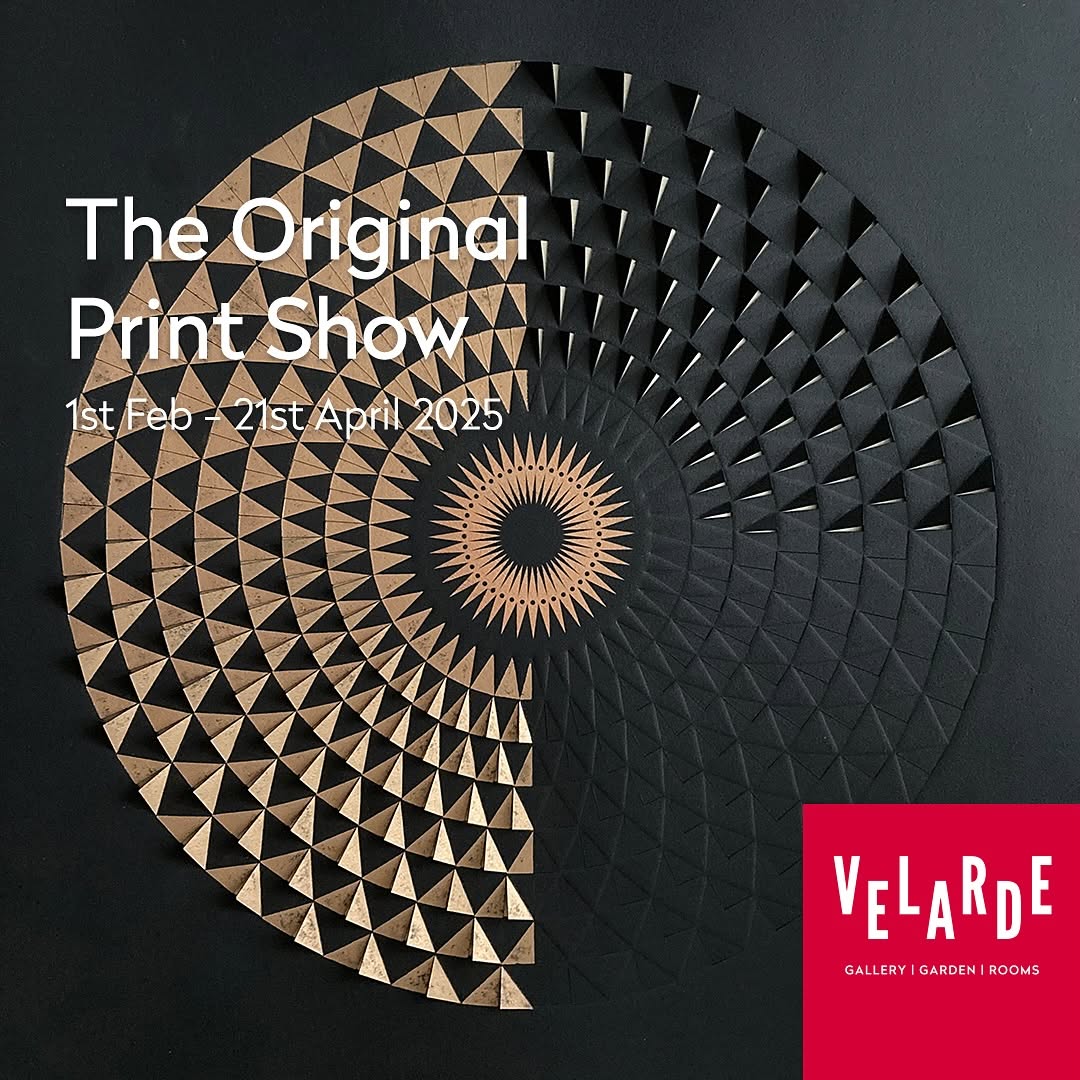 The Original
Print Show
1st Feb - 21st April 2025
VELARDE
GALLERY | GARDEN | ROOMS